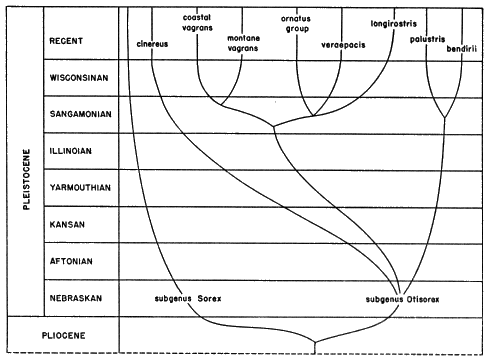 coastal
vagrans
ornatus
group
longirostris
RECENT
cinereus
montane
vagrans
veraepacis
palustris
bendirii
WISCONSINAN
SANGAMONIAN
ILLINOIAN
PLEISTOCENE
YARMOUTHIAN
KANSAN
AFTONIAN
NEBRASKAN
subgenus Sorex
subgenus Otisorex
PLIOCENE